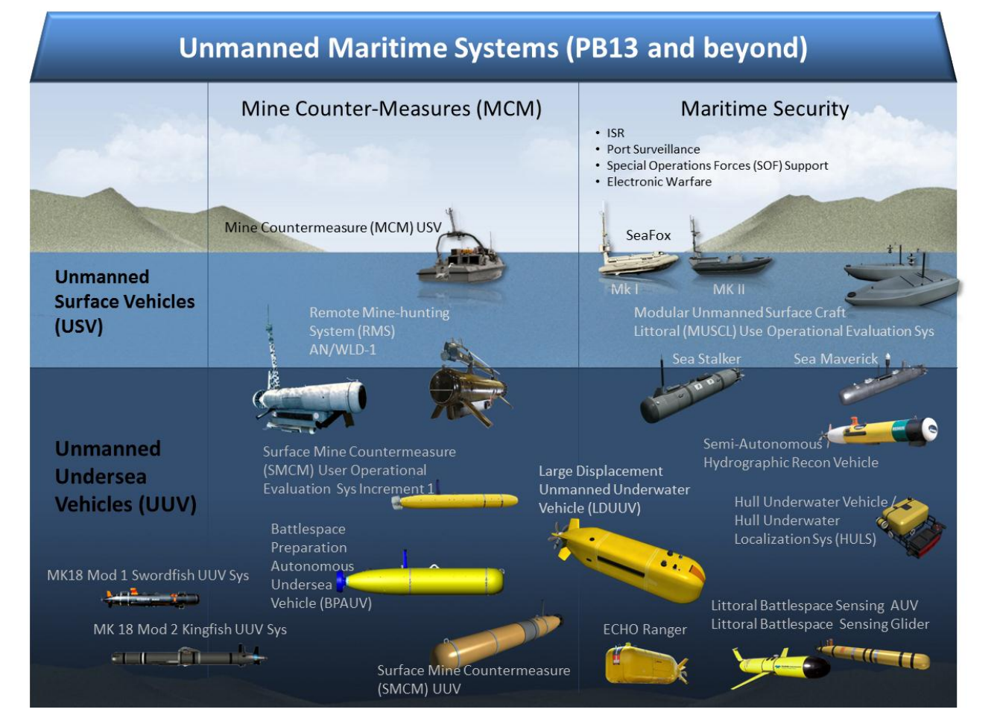 Unmanned Maritime Systems (PB13 and beyond)
Mine Counter-Measures (MCM)
Maritime Security
• ISR
• Port Surveillance
• Special Operations Forces (SOF) Support
• Electronic Warfare
Mine Countermeasure (MCM) USV
SeaFox
Mk I
MK II
Unmanned
Surface Vehicles
(USV)
Remote Mine-hunting
System (RMS)
AN/WLD-1
Modular Unmanned Surface Craft
Littoral (MUSCL) Use Operational Evaluation Sys
Sea Stalker
Sea Maverick
Unmanned
Undersea
Vehicles (UUV)
Surface Mine Countermeasure
(SMCM) User Operational
Evaluation Sys Increment 1
Large Displacement
Unmanned Underwater
Vehicle (LDUUV)
Semi-Autonomous
Hydrographic Recon Vehicle
Hull Underwater Vehicle /
Hull Underwater
Localization Sys (HULS)
Battlespace
Preparation
Autonomous
Undersea
Vehicle (BPAUV)
MK18 Mod 1 Swordfish UUV Sys
MK 18 Mod 2 Kingfish UUV Sys
Surface Mine Countermeasure
(SMCM) UUV
ECHO Ranger
Littoral Battlespace Sensing AUV
Littoral Battlespace Sensing Glider